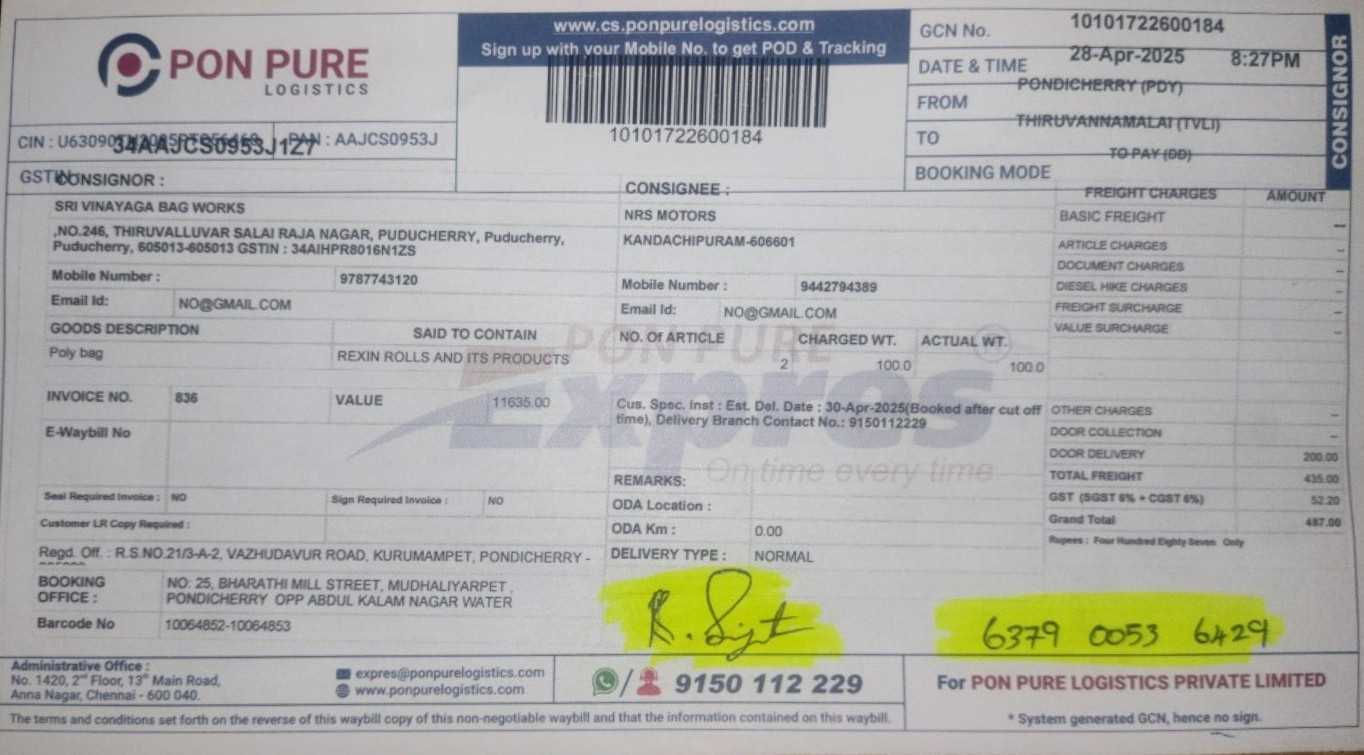 PON PURE
LOGISTICS
www.cs.ponpurelogistics.com
Sign up with your Mobile No. to get POD & Tracking
10101722600184
GCN No. 10101722600184
DATE & TIME 28-Apr-2025 8:27PM
FROM PONDICHERRY (PDY)
TO THIRUVANNAMALAI (TVLI)
BOOKING MODE TO PAY (DD)
CONSIGNOR
CIN : PAN : AAJCS0953J
34AAJCS0953J1Z7
GSTIN
CONSIGNOR :
SRI VINAYAGA BAG WORKS
,NO.246, THIRUVALLUVAR SALAI RAJA NAGAR, PUDUCHERRY, Puducherry,
Puducherry, 605013-605013 GSTIN : 34AIHPR8016N1ZS
Mobile Number : 9787743120
Email Id: NO@GMAIL.COM
CONSIGNEE :
NRS MOTORS
KANDACHIPURAM-606601
Mobile Number : 9442794389
Email Id: NO@GMAIL.COM
GOODS DESCRIPTION SAID TO CONTAIN
Poly bag REXIN ROLLS AND ITS PRODUCTS
NO. Of ARTICLE CHARGED WT. ACTUAL WT.
2 100.0 100.0
INVOICE NO. 836 VALUE 11635.00
E-Waybill No
Cus. Spec. Inst : Est. Del. Date : 30-Apr-2025(Booked after cut off
time), Delivery Branch Contact No.: 9150112229
PON PURE ®
Expres
On time every time
Seal Required Invoice : NO Sign Required Invoice : NO
Customer LR Copy Required :
REMARKS:
ODA Location :
ODA Km : 0.00
DELIVERY TYPE : NORMAL
Regd. Off. : R.S.NO.21/3-A-2, VAZHUDAVUR ROAD, KURUMAMPET, PONDICHERRY -
BOOKING OFFICE : NO: 25, BHARATHI MILL STREET, MUDHALIYARPET ,
PONDICHERRY OPP ABDUL KALAM NAGAR WATER
Barcode No 10064852-10064853
FREIGHT CHARGES AMOUNT
BASIC FREIGHT –
ARTICLE CHARGES –
DOCUMENT CHARGES –
DIESEL HIKE CHARGES –
FREIGHT SURCHARGE –
VALUE SURCHARGE –
OTHER CHARGES –
DOOR COLLECTION –
DOOR DELIVERY 200.00
TOTAL FREIGHT 435.00
GST (SGST 6% + CGST 6%) 52.20
Grand Total 487.00
Rupees : Four Hundred Eighty Seven Only
6379 0053 6429
Administrative Office :
No. 1420, 2nd Floor, 13th Main Road,
Anna Nagar, Chennai - 600 040.
expres@ponpurelogistics.com
www.ponpurelogistics.com
/ 9150 112 229
For PON PURE LOGISTICS PRIVATE LIMITED
* System generated GCN, hence no sign.
The terms and conditions set forth on the reverse of this waybill copy of this non-negotiable waybill and that the information contained on this waybill.